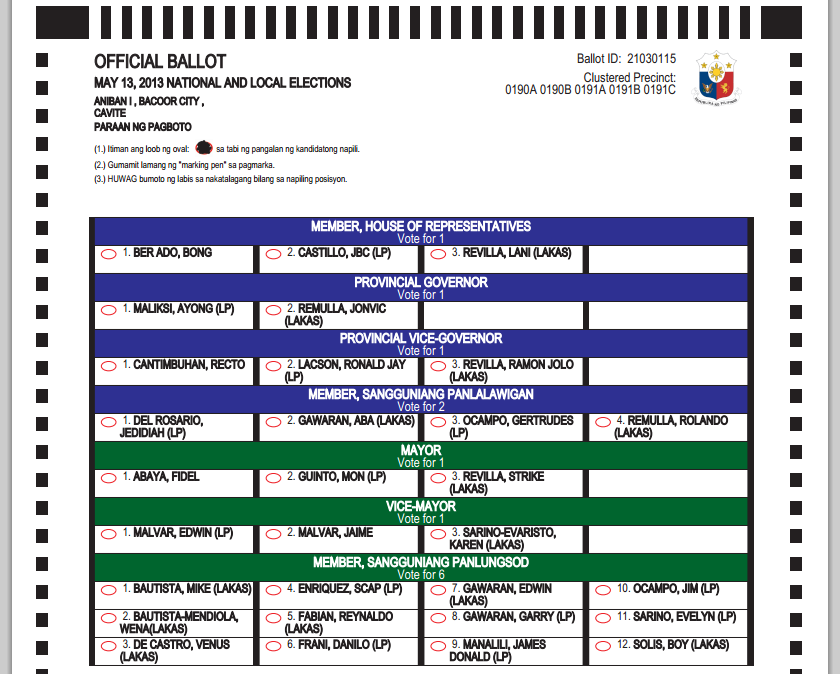 OFFICIAL BALLOT
MAY 13, 2013 NATIONAL AND LOCAL ELECTIONS
ANIBAN I , BACOOR CITY ,
CAVITE
PARAAN NG PAGBOTO
Ballot ID: 21030115
Clustered Precinct:
0190A 0190B 0191A 0191B 0191C
(1.) Itiman ang loob ng oval: sa tabi ng pangalan ng kandidatong napili.
(2.) Gumamit lamang ng "marking pen" sa pagmarka.
(3.) HUWAG bumoto ng labis sa nakatalagang bilang sa napiling posisyon.
MEMBER, HOUSE OF REPRESENTATIVES
Vote for 1
1. BER ADO, BONG
2. CASTILLO, JBC (LP)
3. REVILLA, LANI (LAKAS)
PROVINCIAL GOVERNOR
Vote for 1
1. MALIKSI, AYONG (LP)
2. REMULLA, JONVIC
(LAKAS)
PROVINCIAL VICE-GOVERNOR
Vote for 1
1. CANTIMBUHAN, RECTO
2. LACSON, RONALD JAY
(LP)
3. REVILLA, RAMON JOLO
(LAKAS)
MEMBER, SANGGUNIANG PANLALAWIGAN
Vote for 2
1. DEL ROSARIO,
JEDIDIAH (LP)
2. GAWARAN, ABA (LAKAS)
3. OCAMPO, GERTRUDES
(LP)
4. REMULLA, ROLANDO
(LAKAS)
MAYOR
Vote for 1
1. ABAYA, FIDEL
2. GUINTO, MON (LP)
3. REVILLA, STRIKE
(LAKAS)
VICE-MAYOR
Vote for 1
1. MALVAR, EDWIN (LP)
2. MALVAR, JAIME
3. SARINO-EVARISTO,
KAREN (LAKAS)
MEMBER, SANGGUNIANG PANLUNGSOD
Vote for 6
1. BAUTISTA, MIKE (LAKAS)
2. BAUTISTA-MENDIOLA,
WENA(LAKAS)
3. DE CASTRO, VENUS
(LAKAS)
4. ENRIQUEZ, SCAP (LP)
5. FABIAN, REYNALDO
(LAKAS)
6. FRANI, DANILO (LP)
7. GAWARAN, EDWIN
(LAKAS)
8. GAWARAN, GARRY (LP)
9. MANALILI, JAMES
DONALD (LP)
10. OCAMPO, JIM (LP)
11. SARINO, EVELYN (LP)
12. SOLIS, BOY (LAKAS)